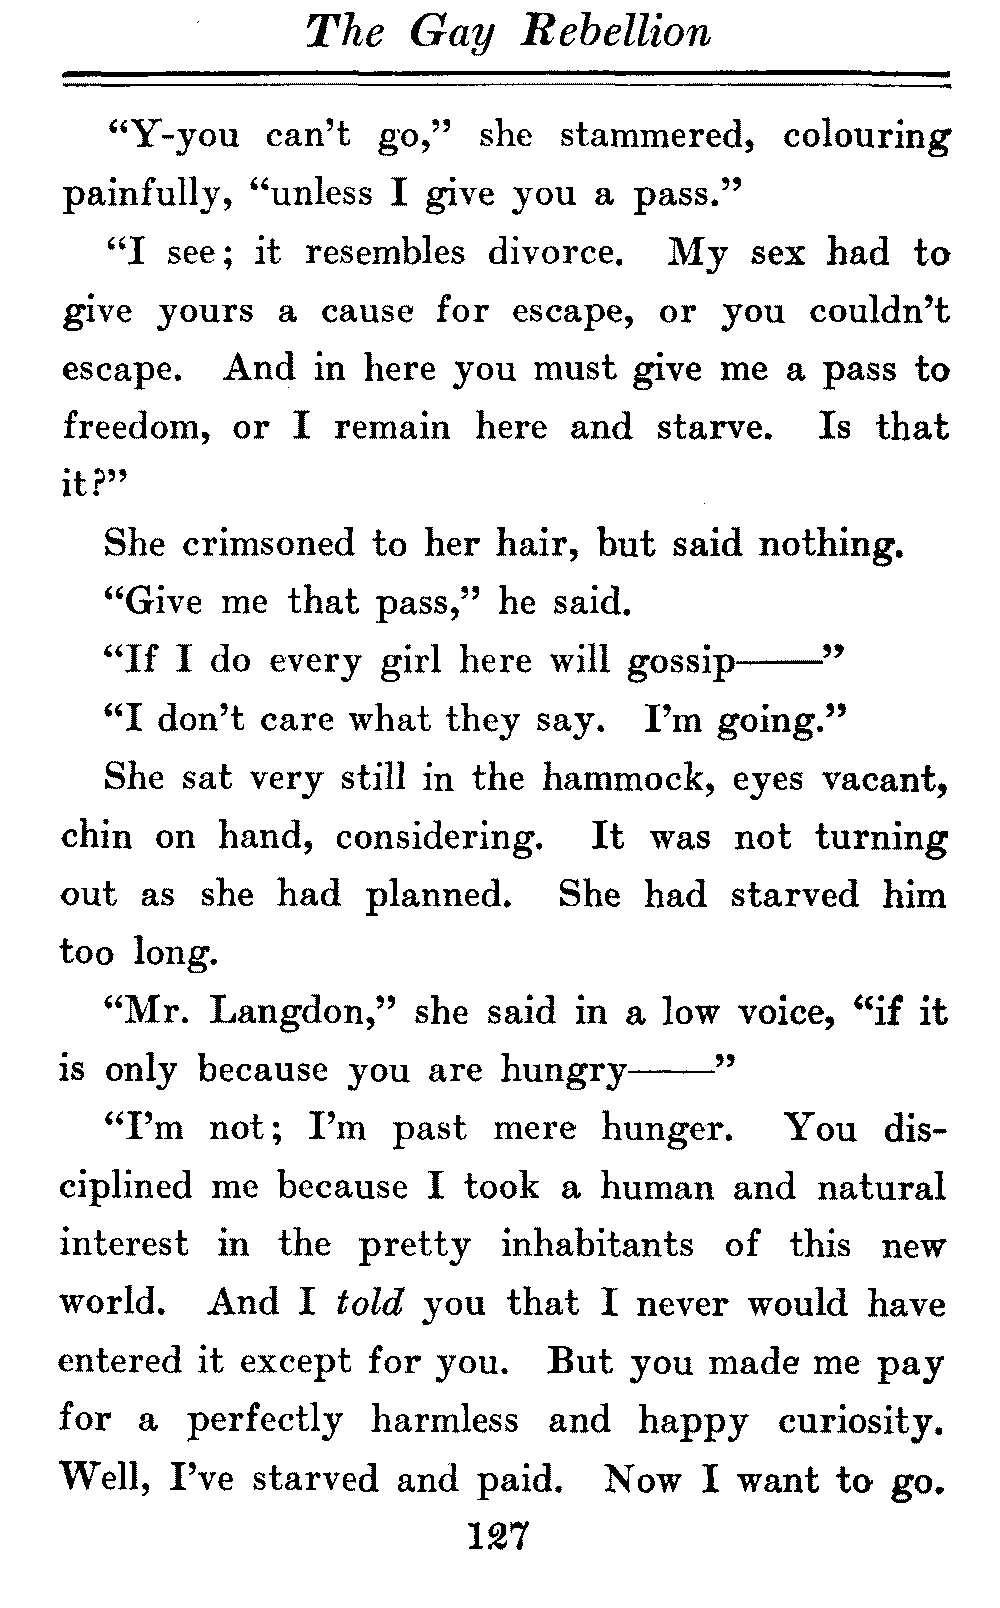 The Gay Rebellion
“Y-you can’t go,” she stammered, colouring
painfully, “unless I give you a pass.”
“I see; it resembles divorce. My sex had to
give yours a cause for escape, or you couldn’t
escape. And in here you must give me a pass to
freedom, or I remain here and starve. Is that
it?”
She crimsoned to her hair, but said nothing.
“Give me that pass,” he said.
“If I do every girl here will gossip——”
“I don’t care what they say. I’m going.”
She sat very still in the hammock, eyes vacant,
chin on hand, considering. It was not turning
out as she had planned. She had starved him
too long.
“Mr. Langdon,” she said in a low voice, “if it
is only because you are hungry——”
“I’m not; I’m past mere hunger. You dis-
ciplined me because I took a human and natural
interest in the pretty inhabitants of this new
world. And I told you that I never would have
entered it except for you. But you made me pay
for a perfectly harmless and happy curiosity.
Well, I’ve starved and paid. Now I want to go.
127